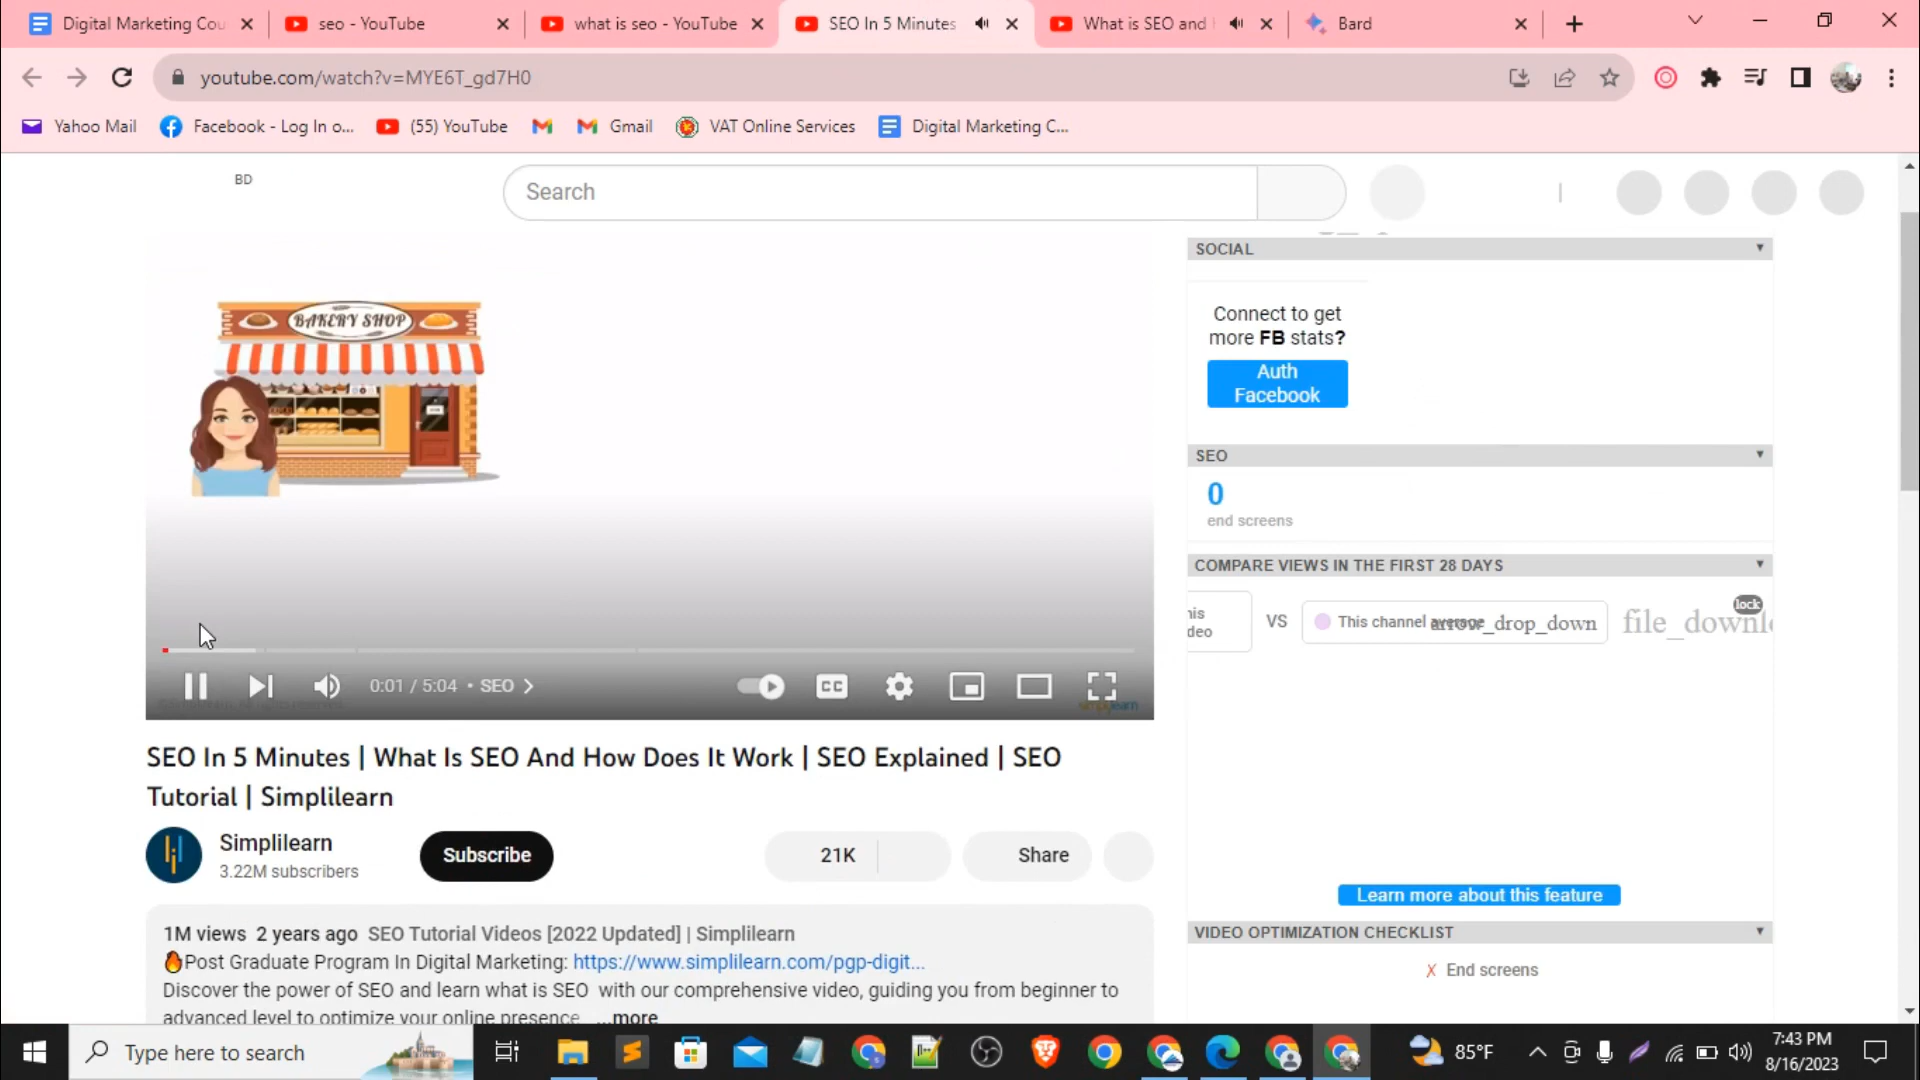 Digital Marketing Cou
seo - YouTube
what is seo - YouTube
SEO In 5 Minutes
What is SEO and
Bard
youtube.com/watch?v=MYE6T_gd7H0
Yahoo Mail
Facebook - Log In o...
(55) YouTube
Gmail
VAT Online Services
Digital Marketing C...
BD
Search
BAKERY SHOP
SOCIAL
Connect to get
more FB stats?
Auth
Facebook
SEO
0
end screens
COMPARE VIEWS IN THE FIRST 28 DAYS
lock
his
deo
VS
This channel average
arrow_drop_down
file_downl
0:01 / 5:04 • SEO
CC
simplilearn
SEO In 5 Minutes | What Is SEO And How Does It Work | SEO Explained | SEO
Tutorial | Simplilearn
Simplilearn
3.22M subscribers
Subscribe
21K
Share
Learn more about this feature
1M views 2 years ago SEO Tutorial Videos [2022 Updated] | Simplilearn
🔥Post Graduate Program In Digital Marketing: https://www.simplilearn.com/pgp-digit...
Discover the power of SEO and learn what is SEO with our comprehensive video, guiding you from beginner to
advanced level to optimize your online presence. ...more
VIDEO OPTIMIZATION CHECKLIST
✗ End screens
Type here to search
85°F
7:43 PM
8/16/2023